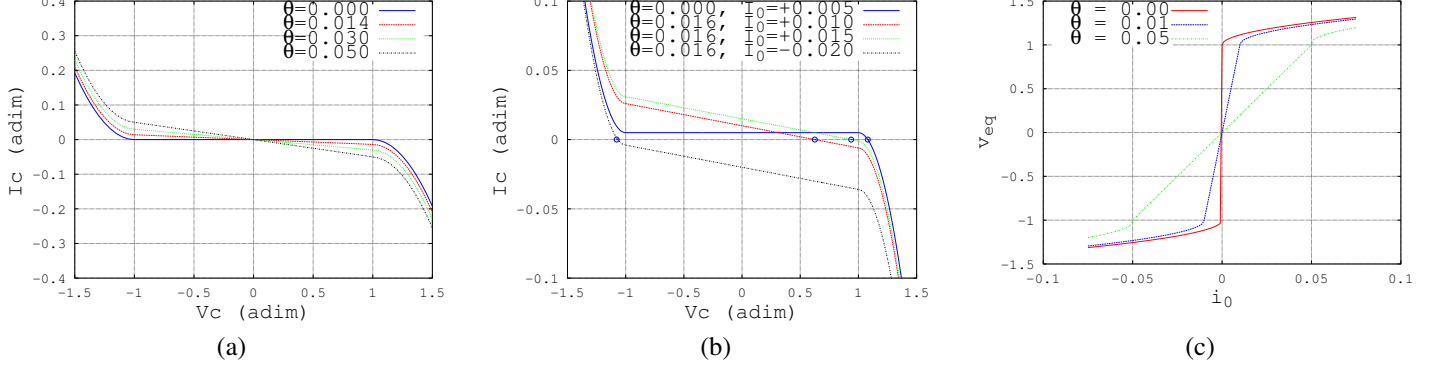 θ=0.000
θ=0.014
θ=0.030
θ=0.050
0.4
0.3
0.2
0.1
0
−0.1
−0.2
−0.3
−0.4
Ic (adim)
−1.5 −1 −0.5 0 0.5 1 1.5
Vc (adim)
(a)
θ=0.000, I₀=+0.005
θ=0.016, I₀=+0.010
θ=0.016, I₀=+0.015
θ=0.016, I₀=−0.020
0.1
0.05
0
−0.05
−0.1
Ic (adim)
−1.5 −1 −0.5 0 0.5 1 1.5
Vc (adim)
(b)
θ = 0.00
θ = 0.01
θ = 0.05
1.5
1
0.5
0
−0.5
−1
−1.5
v_eq
−0.1 −0.05 0 0.05 0.1
i₀
(c)